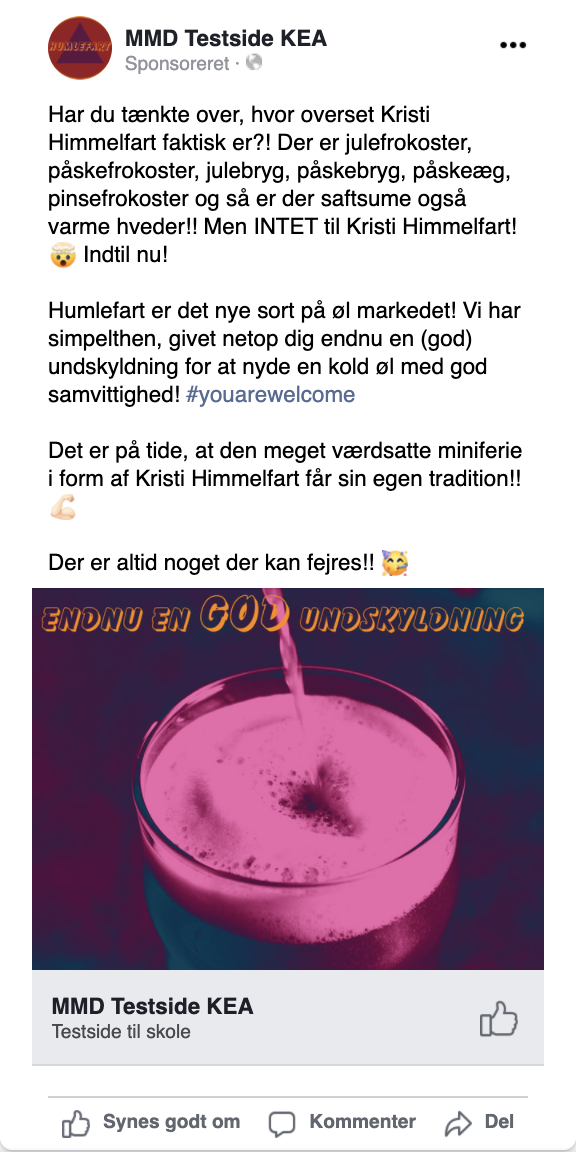 HUMLEFART
MMD Testside KEA
Sponsoreret ·
Har du tænkte over, hvor overset Kristi
Himmelfart faktisk er?! Der er julefrokoster,
påskefrokoster, julebryg, påskebryg, påskeæg,
pinsefrokoster og så er der saftsume også
varme hveder!! Men INTET til Kristi Himmelfart!
🤯 Indtil nu!
Humlefart er det nye sort på øl markedet! Vi har
simpelthen, givet netop dig endnu en (god)
undskyldning for at nyde en kold øl med god
samvittighed! #youarewelcome
Det er på tide, at den meget værdsatte miniferie
i form af Kristi Himmelfart får sin egen tradition!!
💪🏻
Der er altid noget der kan fejres!! 🥳
ENDNU EN GOD UNDSKYLDNING
MMD Testside KEA
Testside til skole
Synes godt om Kommenter Del